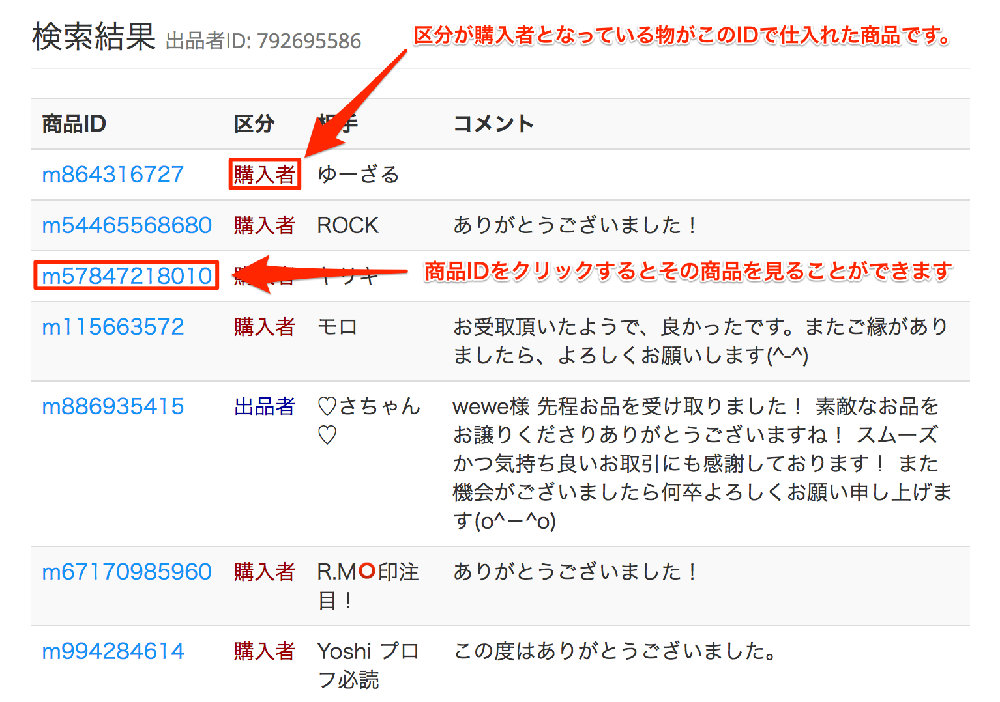 検索結果 出品者ID: 792695586
区分が購入者となっている物がこのIDで仕入れた商品です。
商品ID 区分 相手 コメント
m864316727 購入者 ゆーざる
m54465568680 購入者 ROCK ありがとうございました！
m57847218010 購入者
商品IDをクリックするとその商品を見ることができます
m115663572 購入者 モロ お受取頂いたようで、良かったです。またご縁があり
ましたら、よろしくお願いします(^-^)
m886935415 出品者 ♡さちゃん wewe様 先程お品を受け取りました！ 素敵なお品を
♡ お譲りくださりありがとうございますね！ スムーズ
かつ気持ち良いお取引にも感謝しております！ また
機会がございましたら何卒よろしくお願い申し上げま
す(o^ー^o)
m67170985960 購入者 R.M⭕印注 ありがとうございました！
目！
m994284614 購入者 Yoshi プロ この度はありがとうございました。
フ必読